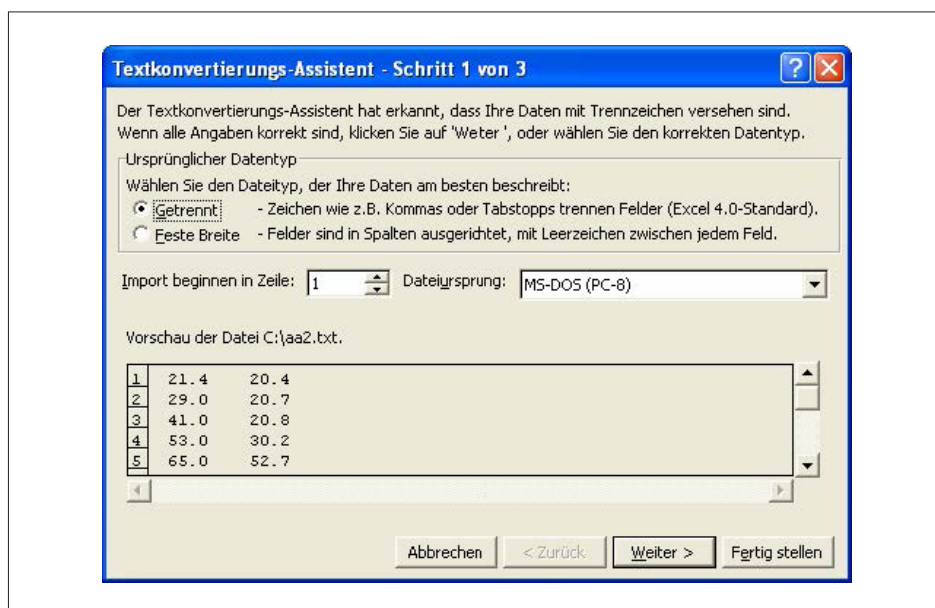 Textkonvertierungs-Assistent - Schritt 1 von 3
Der Textkonvertierungs-Assistent hat erkannt, dass Ihre Daten mit Trennzeichen versehen sind.
Wenn alle Angaben korrekt sind, klicken Sie auf 'Weter ', oder wählen Sie den korrekten Datentyp.
Ursprünglicher Datentyp
Wählen Sie den Dateityp, der Ihre Daten am besten beschreibt:
Getrennt - Zeichen wie z.B. Kommas oder Tabstopps trennen Felder (Excel 4.0-Standard).
Feste Breite - Felder sind in Spalten ausgerichtet, mit Leerzeichen zwischen jedem Feld.
Import beginnen in Zeile: 1 Dateiursprung: MS-DOS (PC-8)
Vorschau der Datei C:\aa2.txt.
1 21.4 20.4
2 29.0 20.7
3 41.0 20.8
4 53.0 30.2
5 65.0 52.7
Abbrechen < Zurück Weiter > Fertig stellen